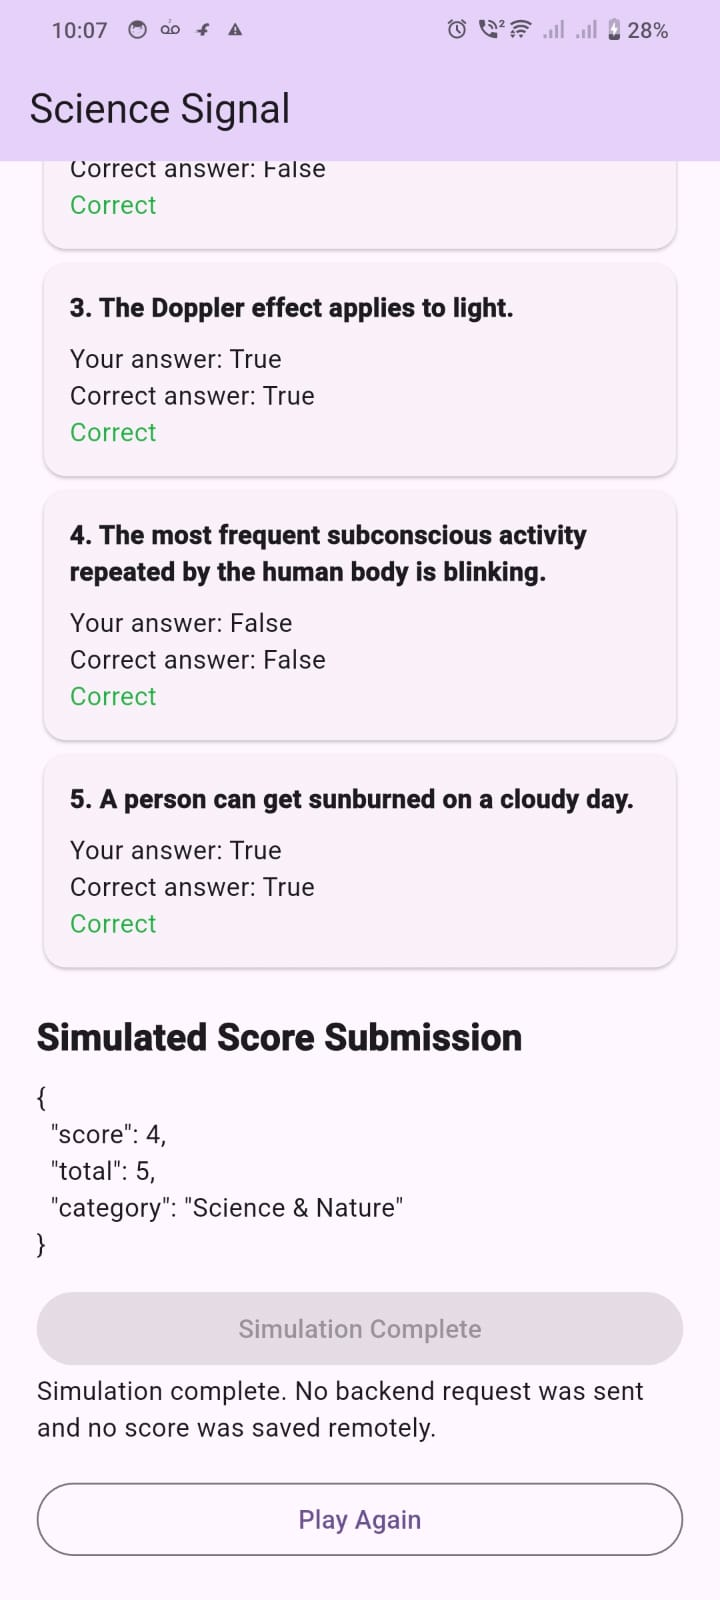 10:07
2
28%
Science Signal
Correct answer: False
Correct
3. The Doppler effect applies to light.
Your answer: True
Correct answer: True
Correct
4. The most frequent subconscious activity
repeated by the human body is blinking.
Your answer: False
Correct answer: False
Correct
5. A person can get sunburned on a cloudy day.
Your answer: True
Correct answer: True
Correct
Simulated Score Submission
{
"score": 4,
"total": 5,
"category": "Science & Nature"
}
Simulation Complete
Simulation complete. No backend request was sent
and no score was saved remotely.
Play Again